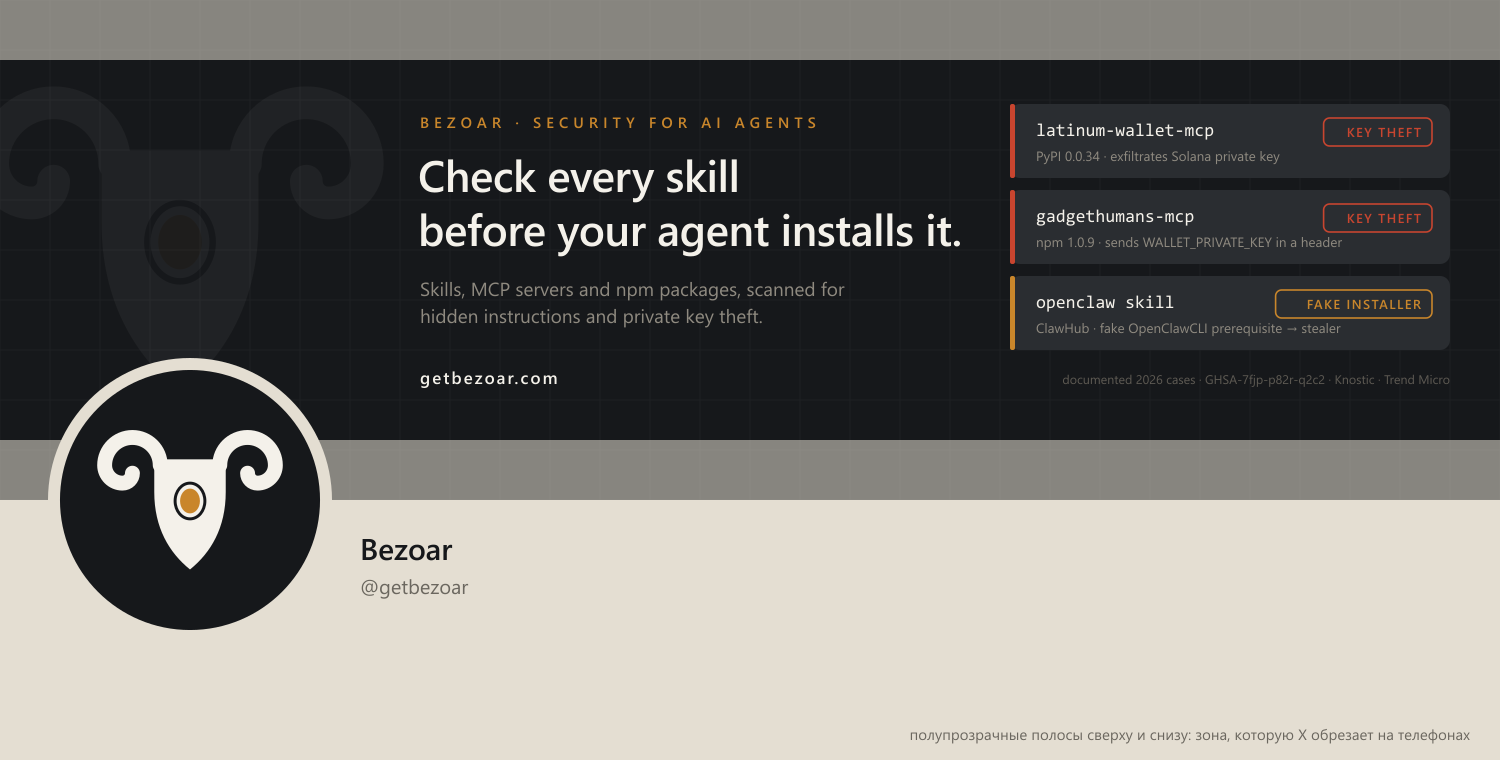 BEZOAR · SECURITY FOR AI AGENTS
Check every skill
before your agent installs it.
Skills, MCP servers and npm packages, scanned for
hidden instructions and private key theft.
getbezoar.com
latinum-wallet-mcp
KEY THEFT
PyPI 0.0.34 · exfiltrates Solana private key
gadgethumans-mcp
KEY THEFT
npm 1.0.9 · sends WALLET_PRIVATE_KEY in a header
openclaw skill
FAKE INSTALLER
ClawHub · fake OpenClawCLI prerequisite → stealer
documented 2026 cases · GHSA-7fjp-p82r-q2c2 · Knostic · Trend Micro
Bezoar
@getbezoar
полупрозрачные полосы сверху и снизу: зона, которую X обрезает на телефонах